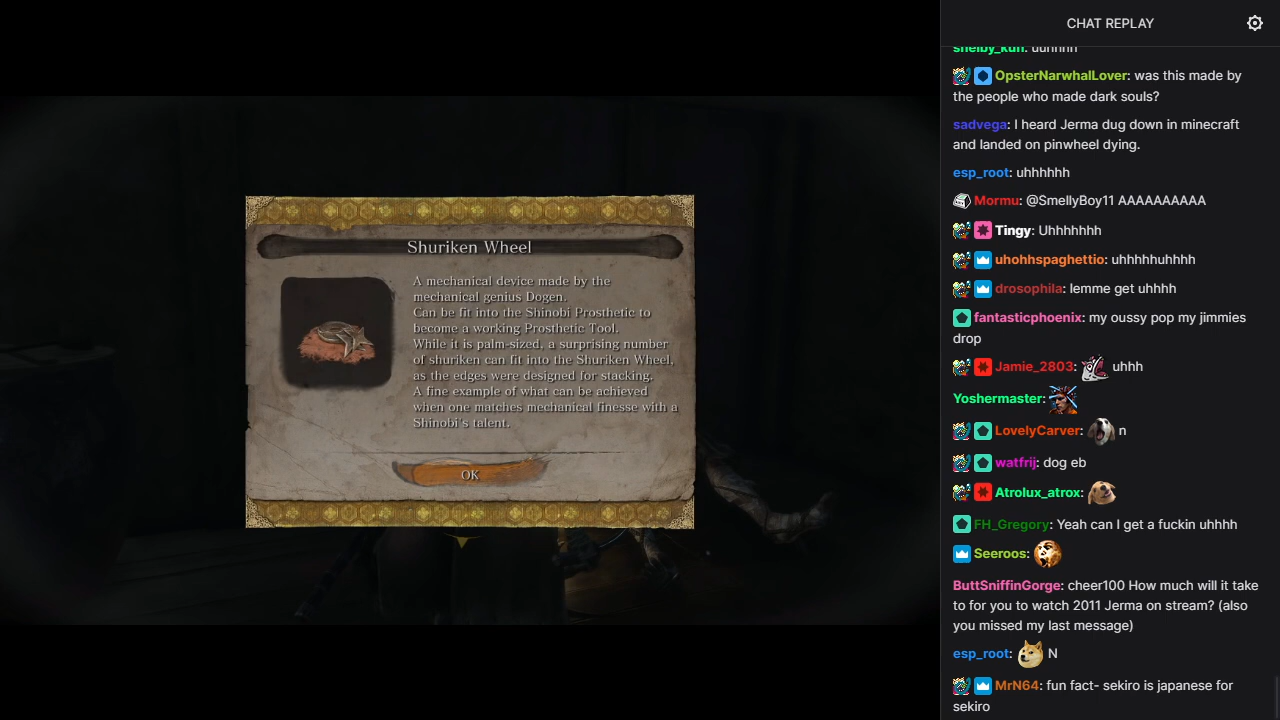 Shuriken Wheel
A mechanical device made by the
mechanical genius Dogen.
Can be fit into the Shinobi Prosthetic to
become a working Prosthetic Tool.
While it is palm-sized, a surprising number
of shuriken can fit into the Shuriken Wheel,
as the edges were designed for stacking.
A fine example of what can be achieved
when one matches mechanical finesse with a
Shinobi's talent.
OK
CHAT REPLAY
shelby_kun: uuhhhh
OpsterNarwhalLover: was this made by
the people who made dark souls?
sadvega: I heard Jerma dug down in minecraft
and landed on pinwheel dying.
esp_root: uhhhhhh
Mormu: @SmellyBoy11 AAAAAAAAAA
Tingy: Uhhhhhhh
uhohhspaghettio: uhhhhhuhhhh
drosophila: lemme get uhhhh
fantasticphoenix: my oussy pop my jimmies
drop
Jamie_2803: uhhh
Yoshermaster:
LovelyCarver: n
watfrij: dog eb
Atrolux_atrox:
FH_Gregory: Yeah can I get a fuckin uhhhh
Seeroos:
ButtSniffinGorge: cheer100 How much will it take
to for you to watch 2011 Jerma on stream? (also
you missed my last message)
esp_root: N
MrN64: fun fact- sekiro is japanese for
sekiro